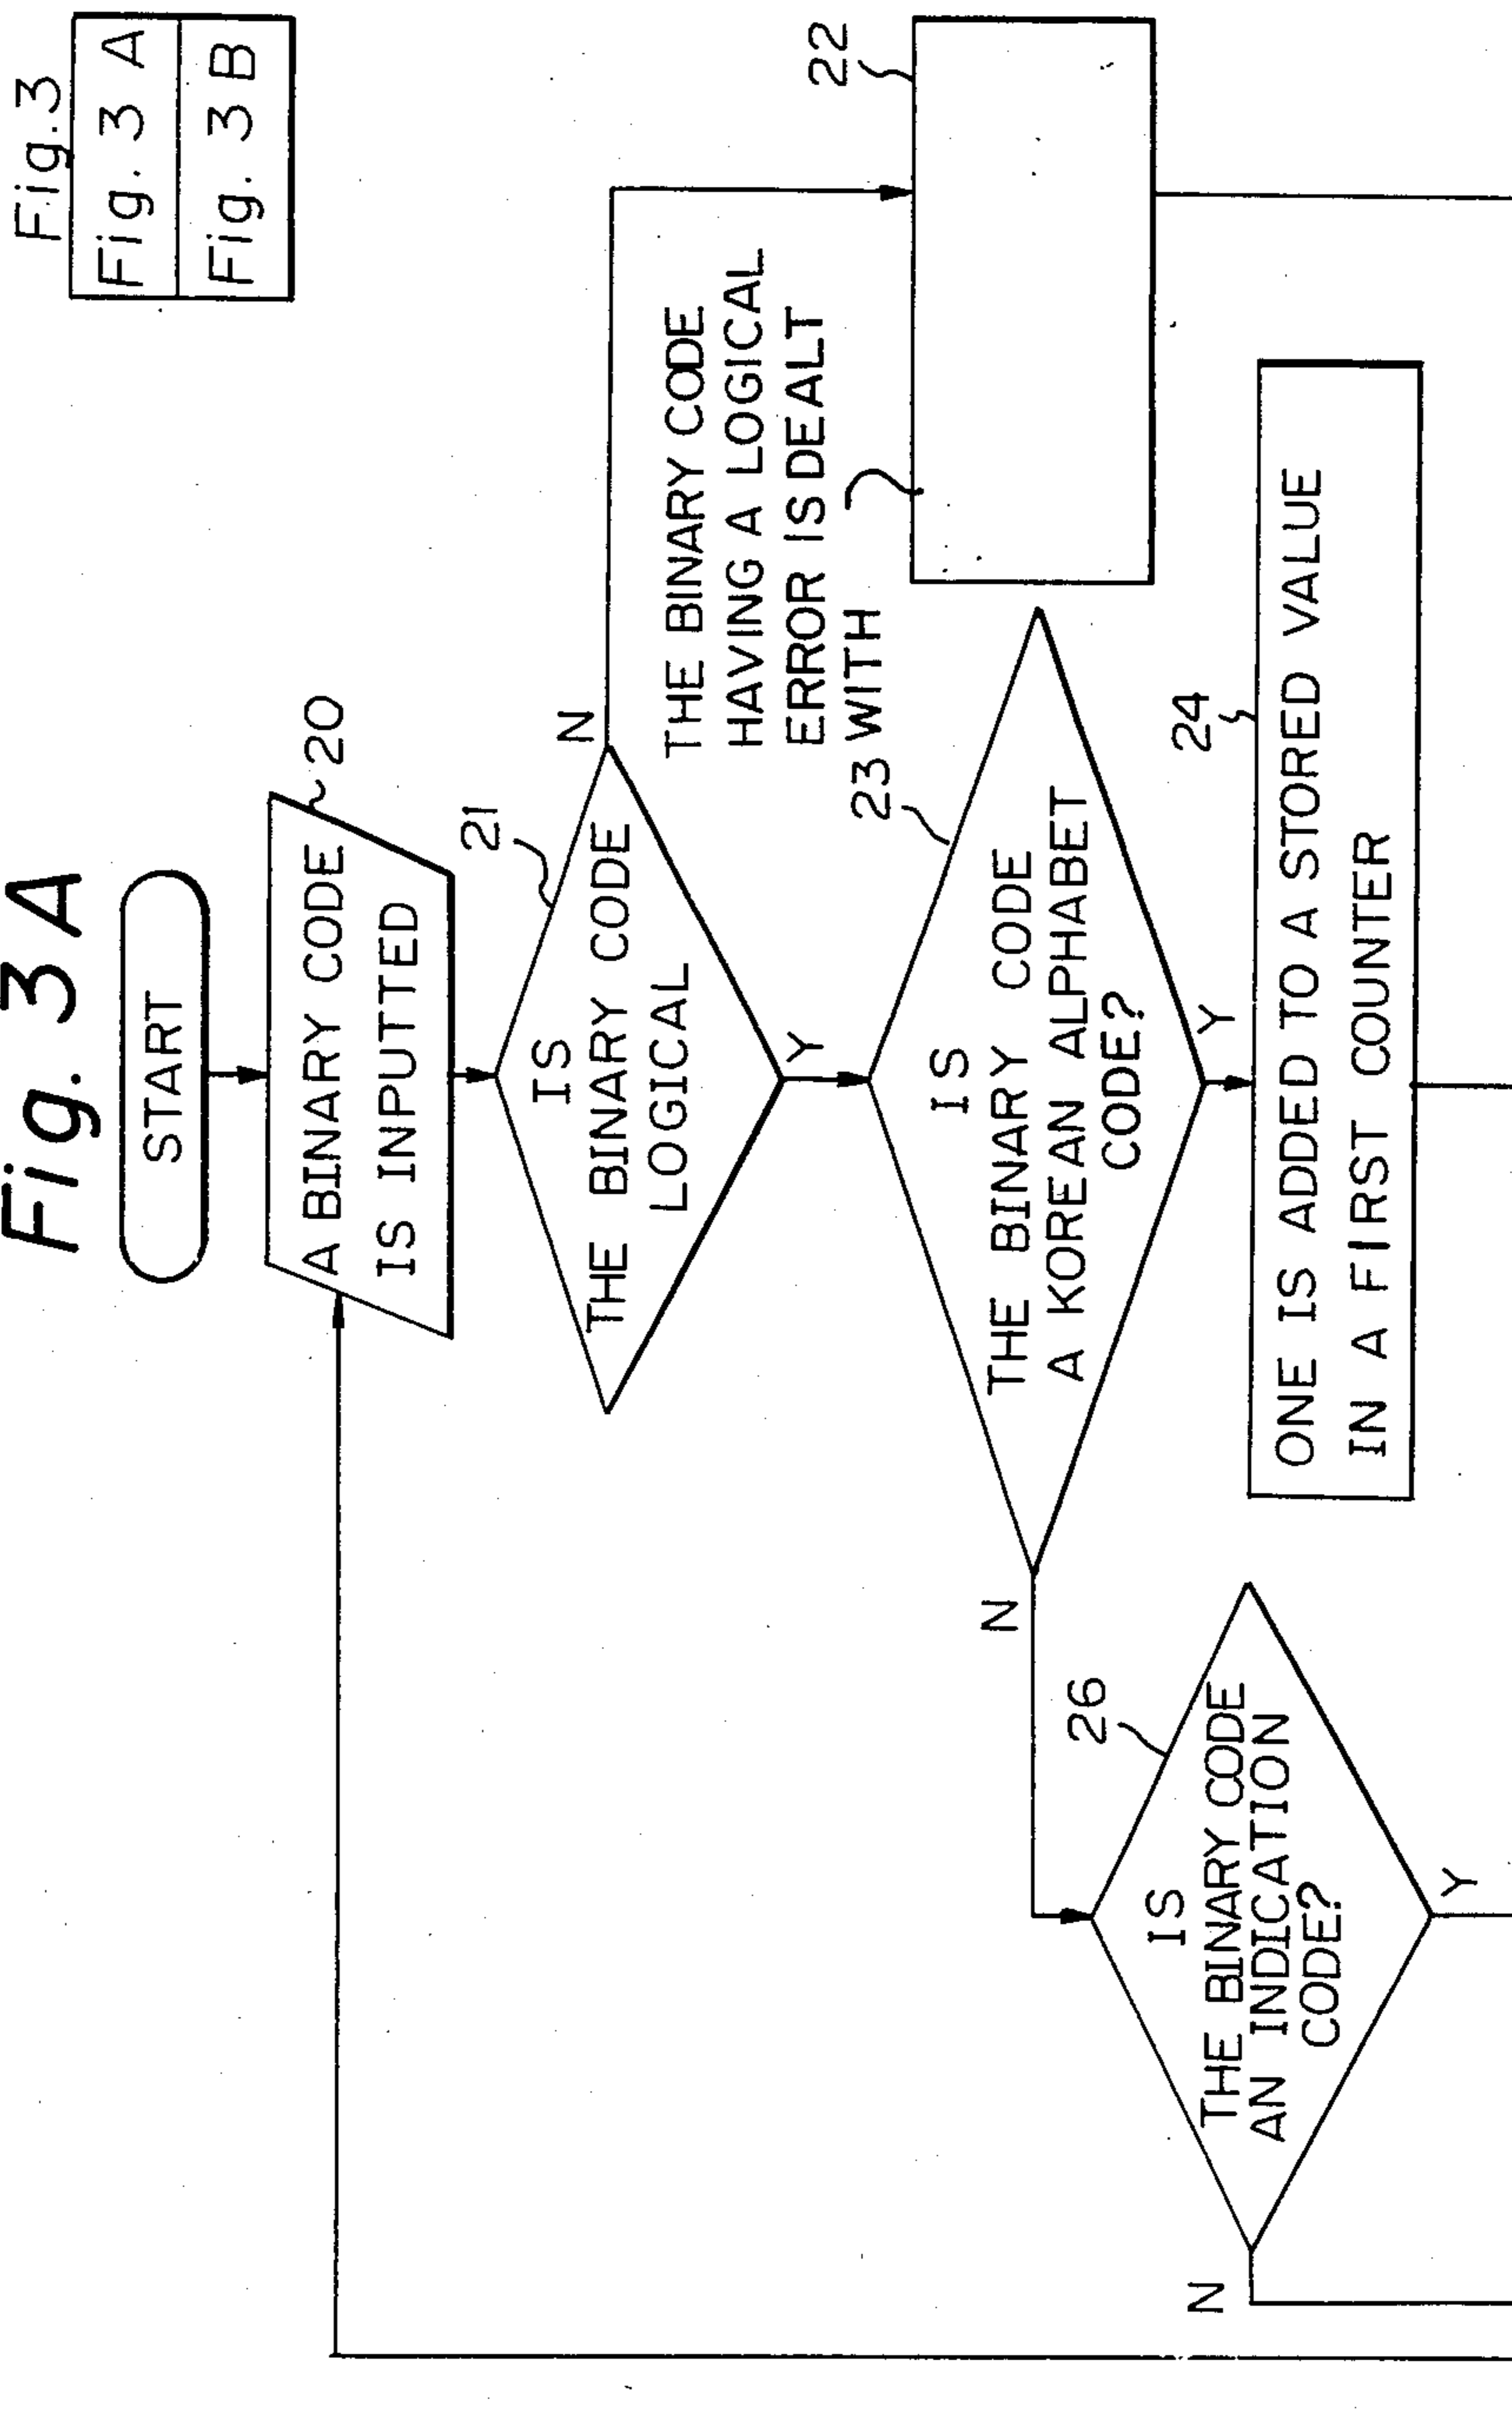 Fig.3
Fig. 3 A
Fig. 3 B
Fig. 3 A
START
A BINARY CODE
IS INPUTTED
20
21
IS
THE BINARY CODE
LOGICAL
N
Y
THE BINARY CODE
HAVING A LOGICAL
ERROR IS DEALT
WITH
22
23
IS
THE BINARY CODE
A KOREAN ALPHABET
CODE?
N
Y
24
ONE IS ADDED TO A STORED VALUE
IN A FIRST COUNTER
26
IS
THE BINARY CODE
AN INDICATION
CODE?
N
Y